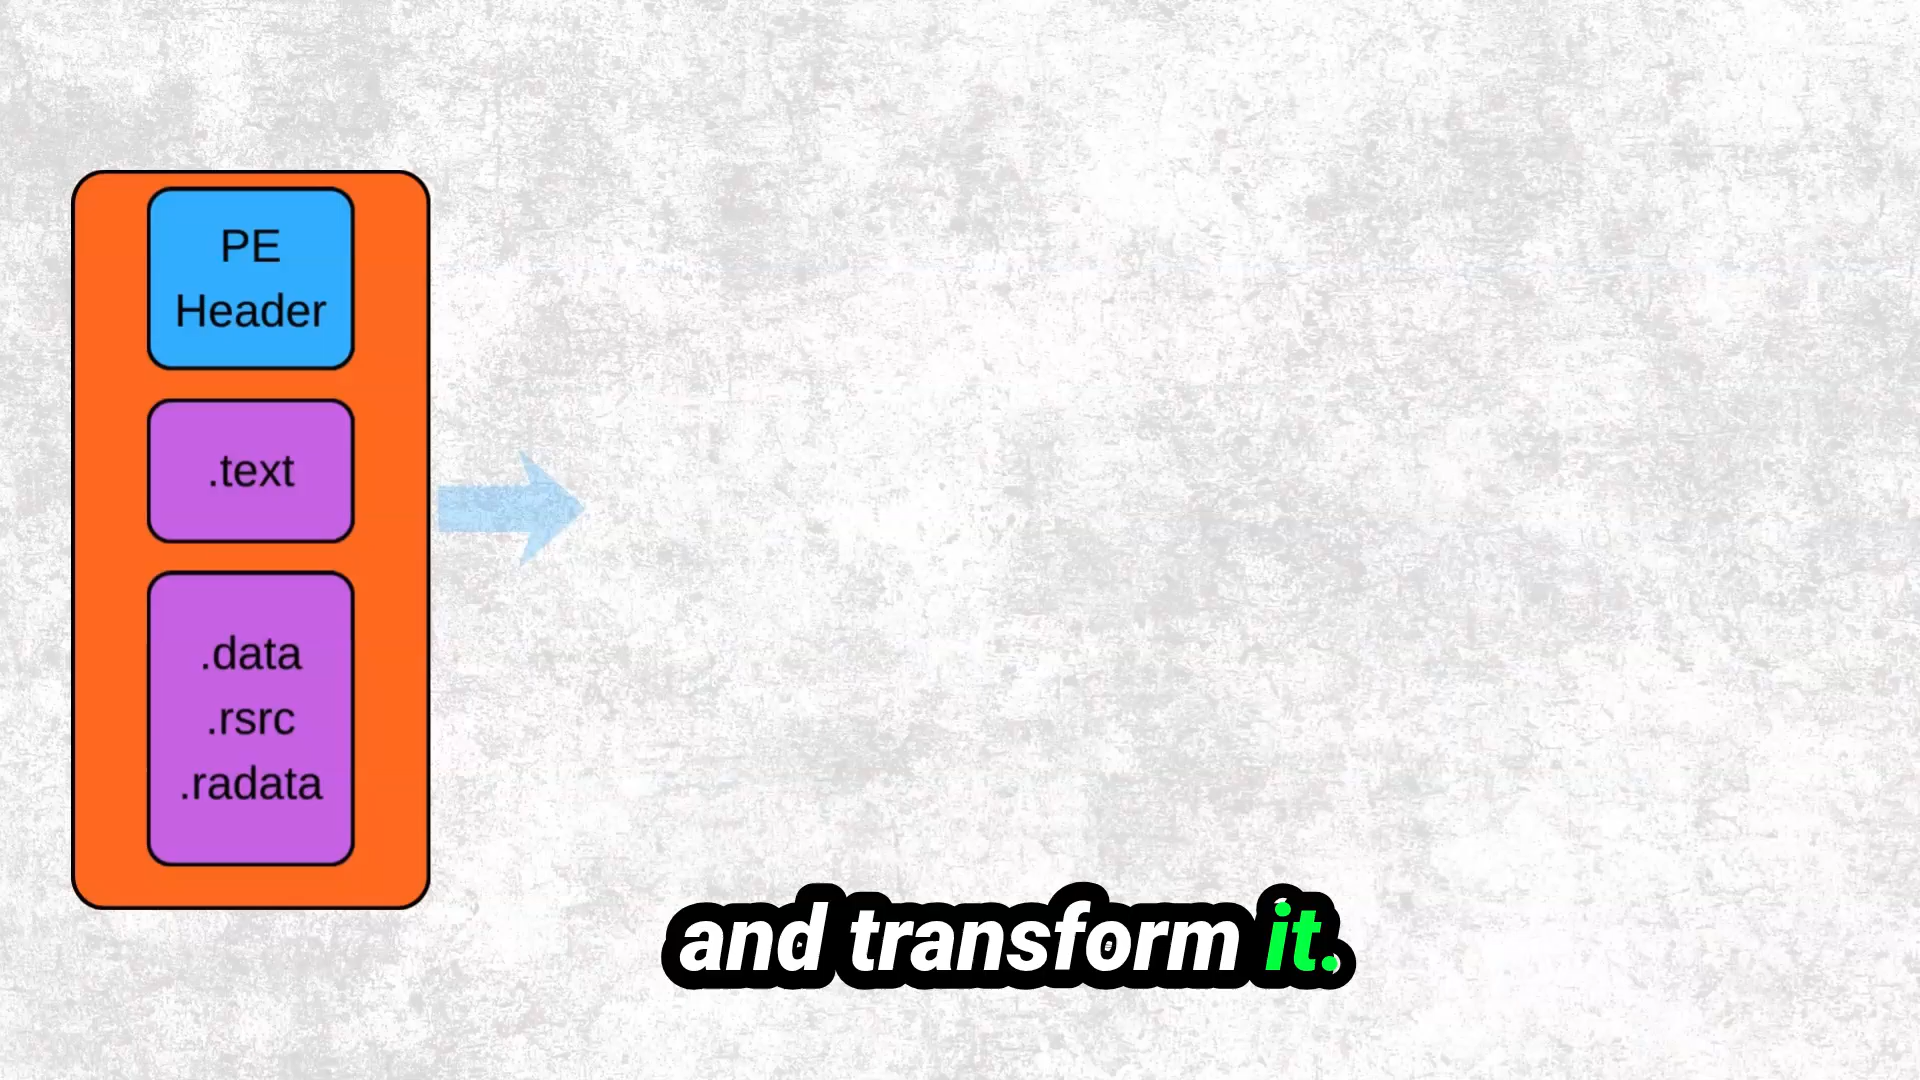 PE
Header
.text
.data
.rsrc
.radata
and transform it.